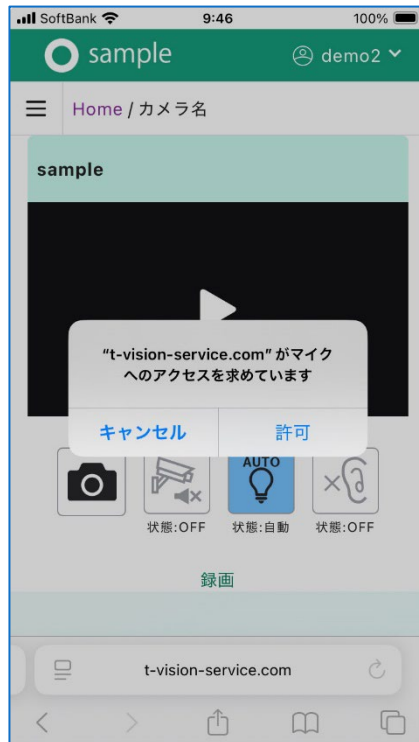 SoftBank 9:46 100%
sample demo2
Home / カメラ名
sample
“t-vision-service.com”がマイク
へのアクセスを求めています
キャンセル 許可
AUTO
状態:OFF 状態:自動 状態:OFF
録画
t-vision-service.com